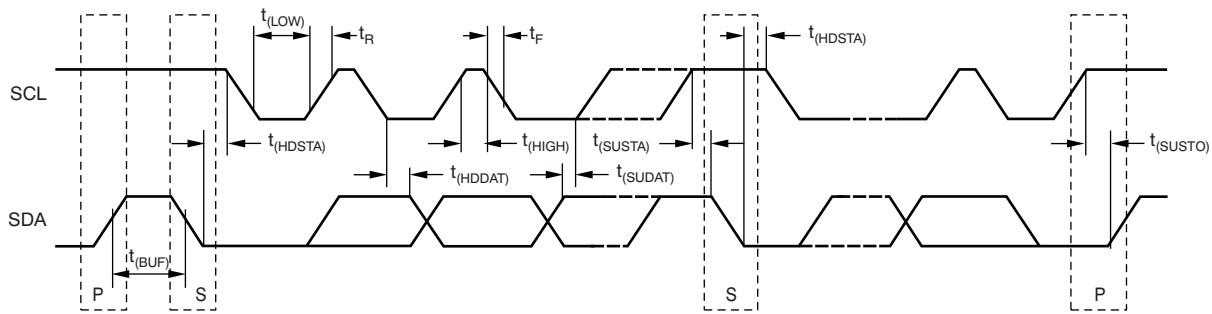 t(LOW)
tR
tF
t(HDSTA)
SCL
t(HDSTA)
t(HIGH)
t(SUSTA)
t(SUSTO)
t(HDDAT)
t(SUDAT)
SDA
t(BUF)
P
S
S
P